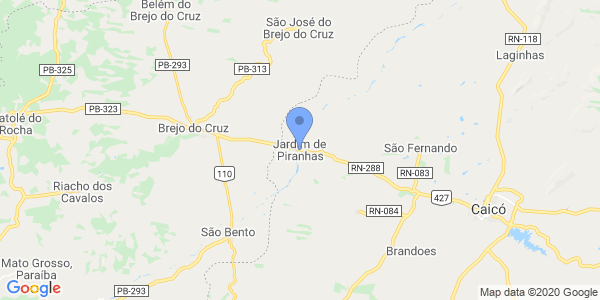 Belém do
Brejo do Cruz
São José do
Brejo do Cruz
RN-118
Laginhas
PB-293
PB-325
PB-313
PB-323
atolé do
Rocha
Brejo do Cruz
Jardim de
Piranhas
São Fernando
RN-288
RN-083
110
427
Riacho dos
Cavalos
RN-084
Caicó
São Bento
Brandoes
Mato Grosso,
Paraíba
PB-293
Google
Map data ©2020 Google